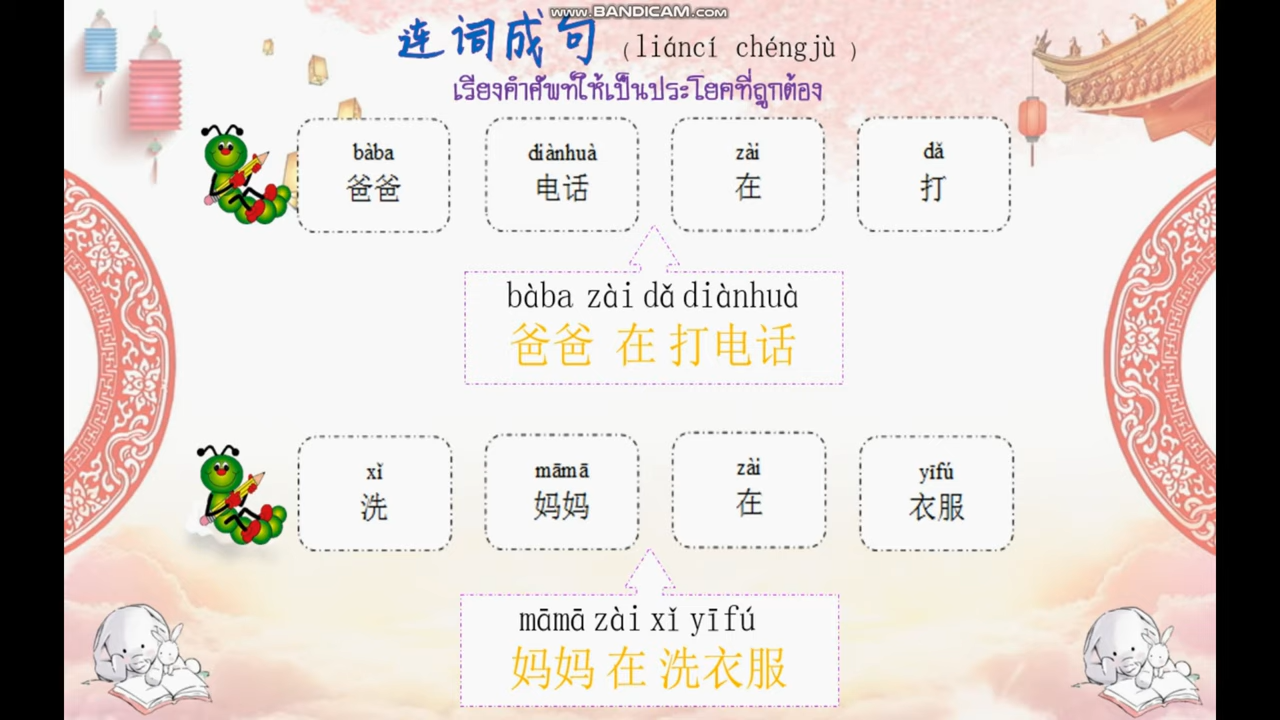 www.BANDICAM.com
连词成句 (liáncí chéngjù )
เรียงคำศัพท์ให้เป็นประโยคที่ถูกต้อง
bàba diànhuà zài dǎ
爸爸 电话 在 打
bàba zài dǎ diànhuà
爸爸 在 打电话
xǐ māmā zài yīfú
洗 妈妈 在 衣服
māmā zài xǐ yīfú
妈妈 在 洗衣服